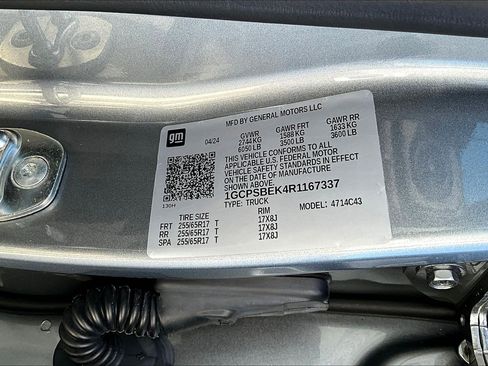 MFD BY GENERAL MOTORS LLC
gm
04/24
GVWR GAWR FRT GAWR RR
2744 KG 1588 KG 1633 KG
6050 LB 3500 LB 3600 LB
THIS VEHICLE CONFORMS TO ALL
APPLICABLE U.S. FEDERAL MOTOR
VEHICLE SAFETY STANDARDS IN EFFECT
ON THE DATE OF MANUFACTURE
SHOWN ABOVE.
1GCPSBEK4R1167337
TYPE: TRUCK MODEL: 4714C43
130H
TIRE SIZE RIM
FRT 255/65R17 T 17X8J
RR 255/65R17 T 17X8J
SPA 255/65R17 T 17X8J